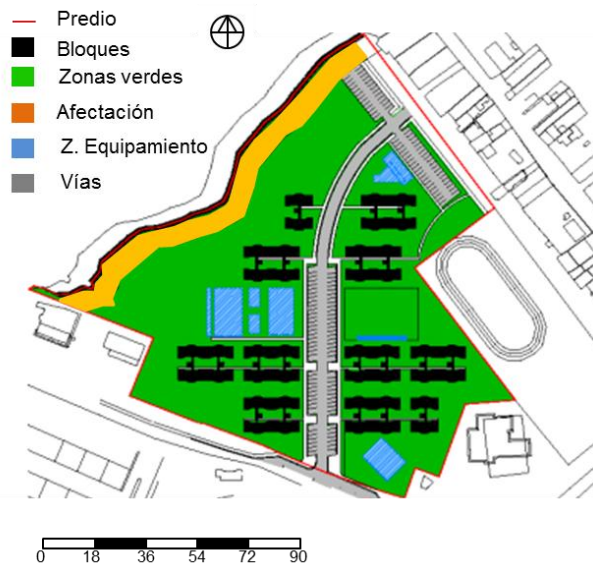 Predio
Bloques
Zonas verdes
Afectación
Z. Equipamiento
Vías
0 18 36 54 72 90